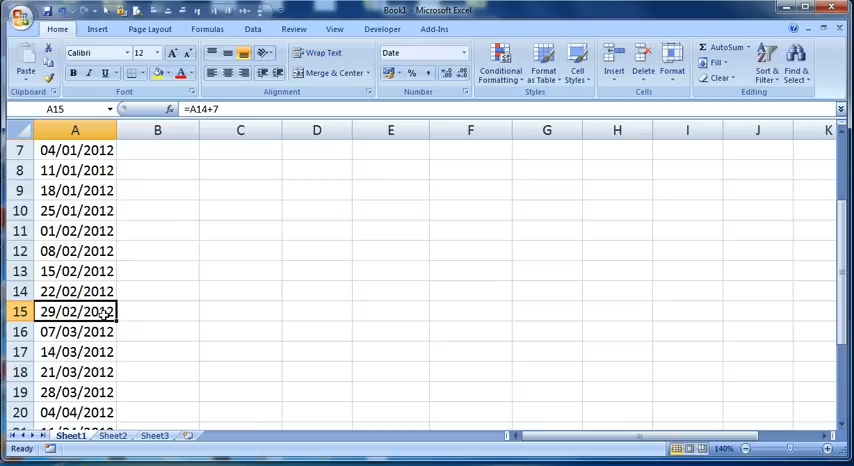 Book1 - Microsoft Excel
Home Insert Page Layout Formulas Data Review View Developer Add-Ins
Calibri 12 A A Wrap Text Date AutoSum Fill Clear
Paste B I U A Merge & Center % , Conditional Formatting Format as Table Cell Styles Insert Delete Format Sort & Filter Find & Select
Clipboard Font Alignment Number Styles Cells Editing
A15 fx =A14+7
A B C D E F G H I J K
7 04/01/2012
8 11/01/2012
9 18/01/2012
10 25/01/2012
11 01/02/2012
12 08/02/2012
13 15/02/2012
14 22/02/2012
15 29/02/2012
16 07/03/2012
17 14/03/2012
18 21/03/2012
19 28/03/2012
20 04/04/2012
Sheet1 Sheet2 Sheet3
Ready 140%